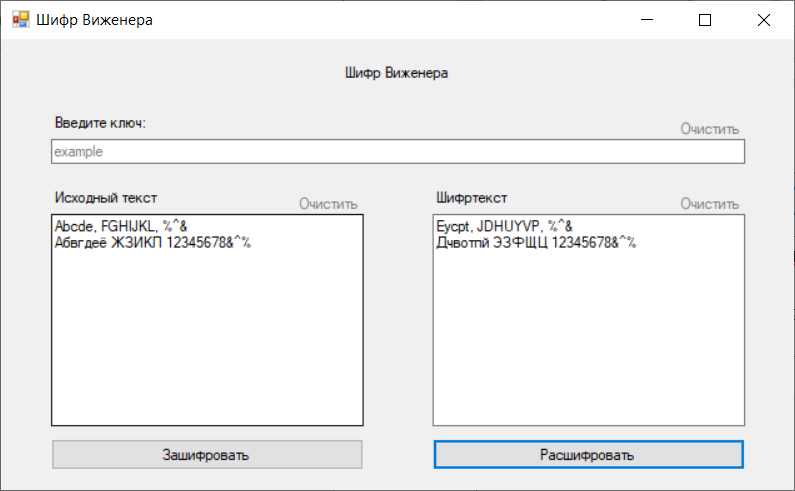 Шифр Виженера
Шифр Виженера
Введите ключ:
Очистить
example
Исходный текст
Очистить
Abcde, FGHIJKL, %^&
Абвгдеё ЖЗИКЛ 12345678&^%
Зашифровать
Шифртекст
Очистить
Eycpt, JDHUYVP, %^&
Дчвотпй ЭЗФЩЦ 12345678&^%
Расшифровать